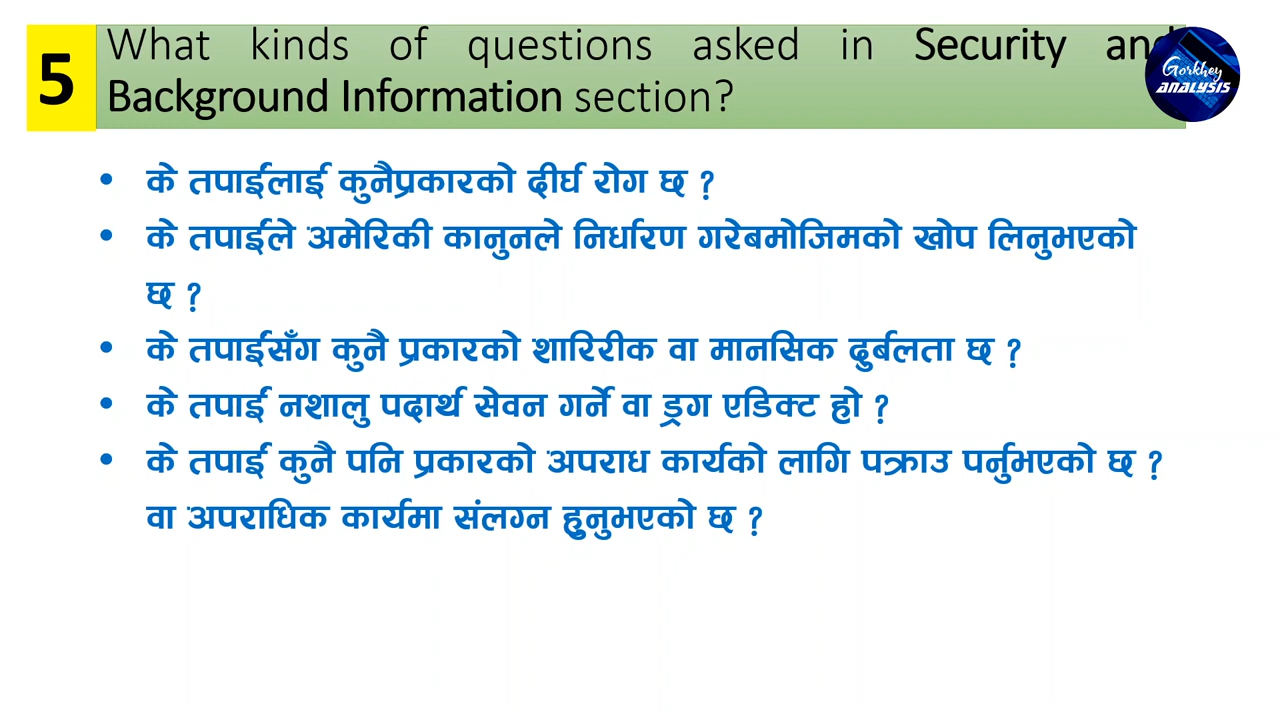 5
What kinds of questions asked in Security and
Background Information section?
Gorkhey
ANALYSIS
• के तपाईंलाई कुनैप्रकारको दीर्घ रोग छ ?
• के तपाईंले अमेरिकी कानुनले निर्धारण गरेबमोजिमको खोप लिनुभएको
छ ?
• के तपाईंसँग कुनै प्रकारको शारिरीक वा मानसिक दुर्बलता छ ?
• के तपाईं नशालु पदार्थ सेवन गर्ने वा ड्रग एडिक्ट हो ?
• के तपाईं कुनै पनि प्रकारको अपराध कार्यको लागि पक्राउ पर्नुभएको छ ?
वा अपराधिक कार्यमा संलग्न हुनुभएको छ ?